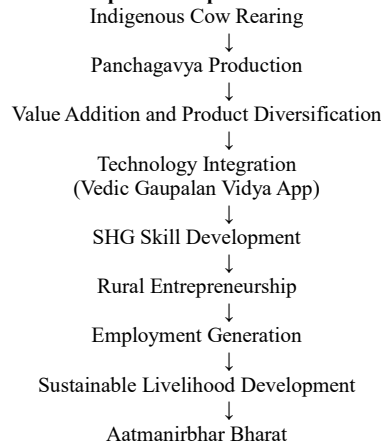 Indigenous Cow Rearing
↓
Panchagavya Production
↓
Value Addition and Product Diversification
↓
Technology Integration
(Vedic Gaupalan Vidya App)
↓
SHG Skill Development
↓
Rural Entrepreneurship
↓
Employment Generation
↓
Sustainable Livelihood Development
↓
Aatmanirbhar Bharat